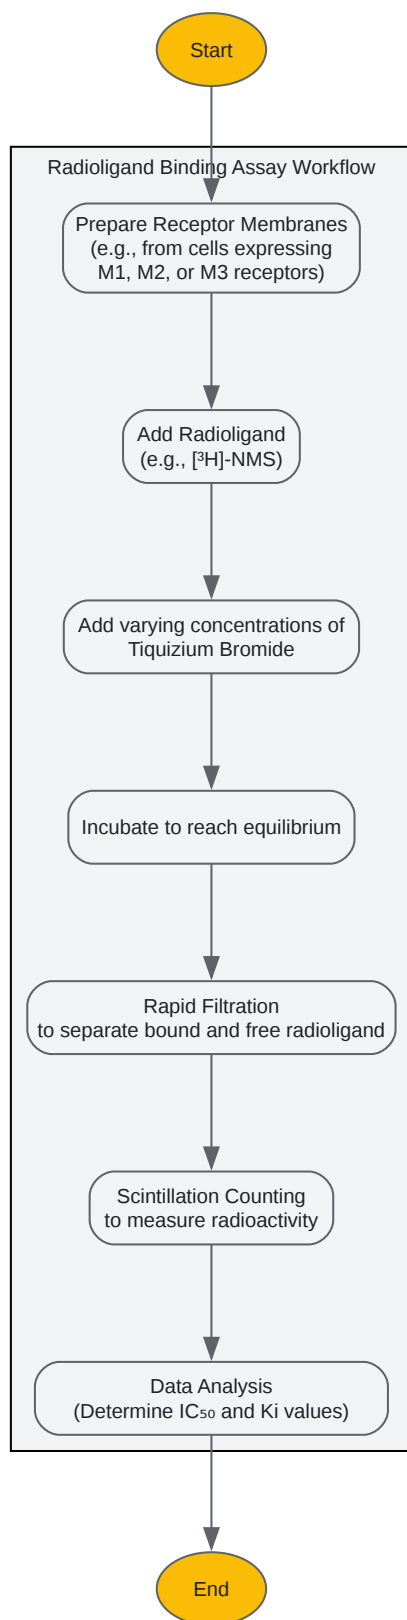 Start
Radioligand Binding Assay Workflow
Prepare Receptor Membranes
(e.g., from cells expressing
M1, M2, or M3 receptors)
Add Radioligand
(e.g., [³H]-NMS)
Add varying concentrations of
Tiquizium Bromide
Incubate to reach equilibrium
Rapid Filtration
to separate bound and free radioligand
Scintillation Counting
to measure radioactivity
Data Analysis
(Determine IC₅₀ and Ki values)
End